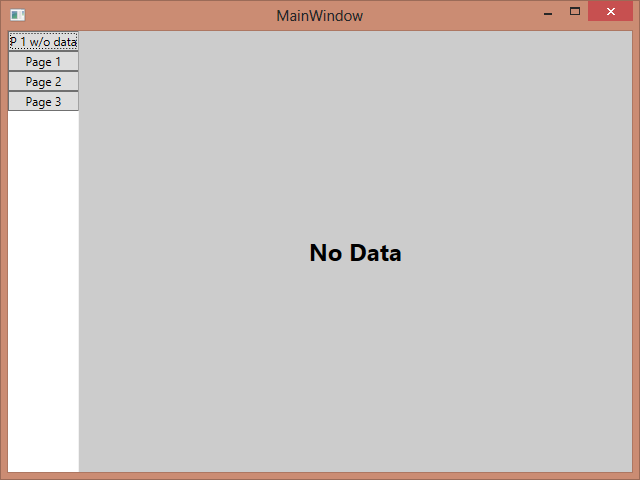 MainWindow
P 1 w/o data
Page 1
Page 2
Page 3
No Data